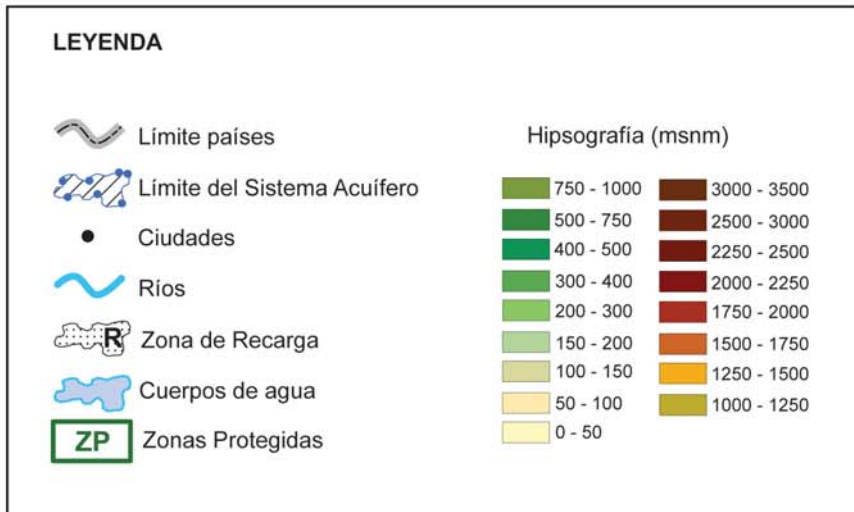 LEYENDA
Límite países
Límite del Sistema Acuífero
Ciudades
Ríos
R
Zona de Recarga
Cuerpos de agua
ZP
Zonas Protegidas
Hipsografía (msnm)
750 - 1000
500 - 750
400 - 500
300 - 400
200 - 300
150 - 200
100 - 150
50 - 100
0 - 50
3000 - 3500
2500 - 3000
2250 - 2500
2000 - 2250
1750 - 2000
1500 - 1750
1250 - 1500
1000 - 1250